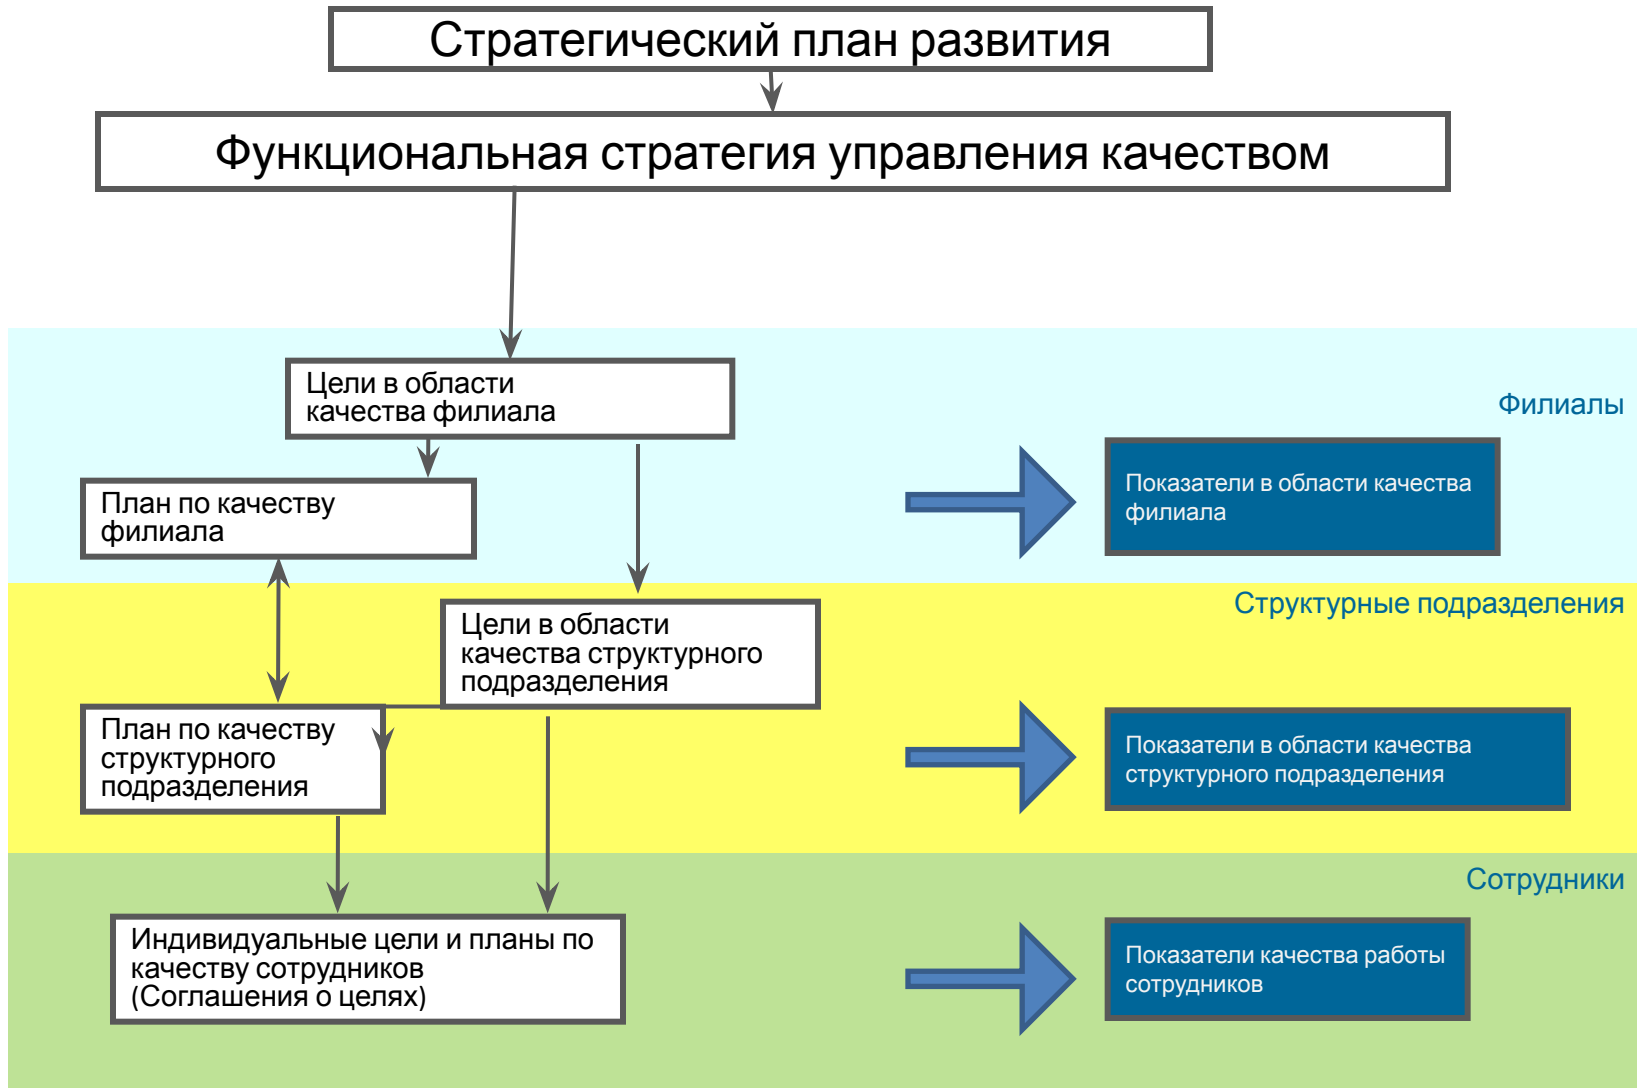 Стратегический план развития
Функциональная стратегия управления качеством
Цели в области
качества филиала
Филиалы
План по качеству
филиала
Показатели в области качества
филиала
Структурные подразделения
Цели в области
качества структурного
подразделения
План по качеству
структурного
подразделения
Показатели в области качества
структурного подразделения
Сотрудники
Индивидуальные цели и планы по
качеству сотрудников
(Соглашения о целях)
Показатели качества работы
сотрудников